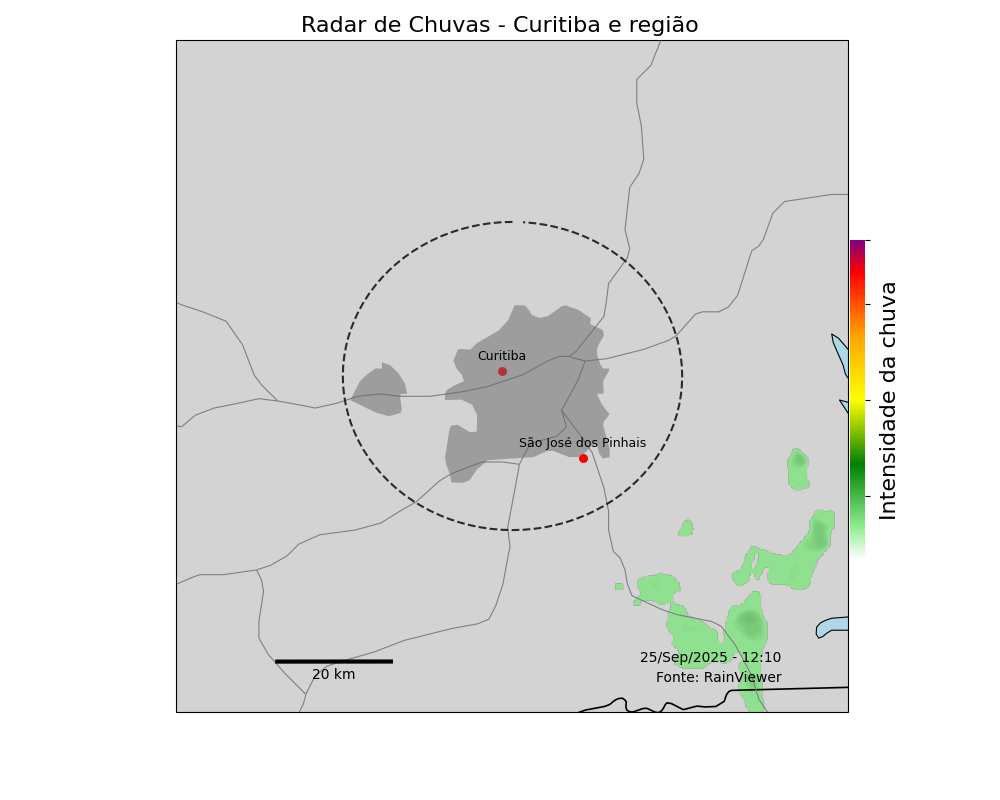 Radar de Chuvas - Curitiba e região
Curitiba
São José dos Pinhais
Intensidade da chuva
25/Sep/2025 - 12:10
20 km
Fonte: RainViewer